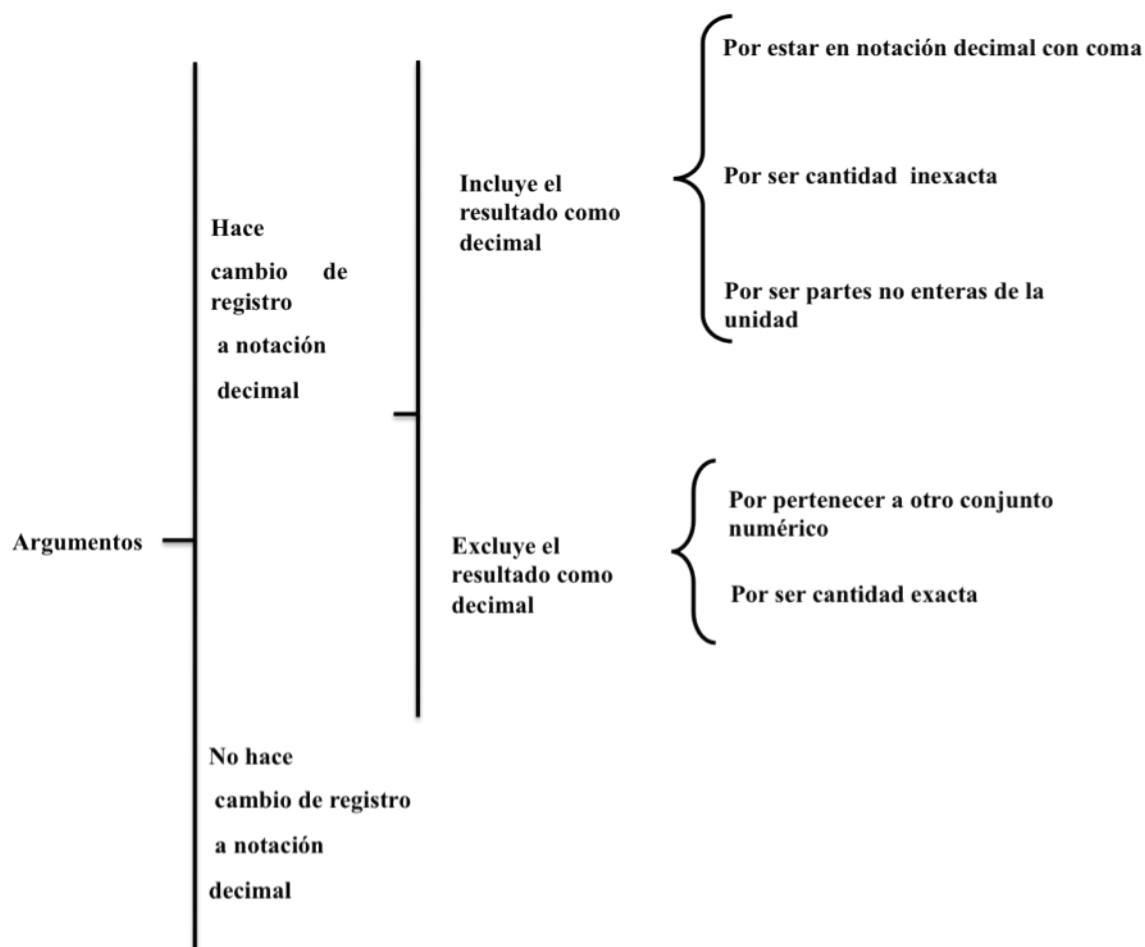 Argumentos
Hace
cambio de
registro
a notación
decimal
Incluye el
resultado como
decimal
Por estar en notación decimal con coma
Por ser cantidad inexacta
Por ser partes no enteras de la
unidad
Excluye el
resultado como
decimal
Por pertenecer a otro conjunto
numérico
Por ser cantidad exacta
No hace
cambio de registro
a notación
decimal